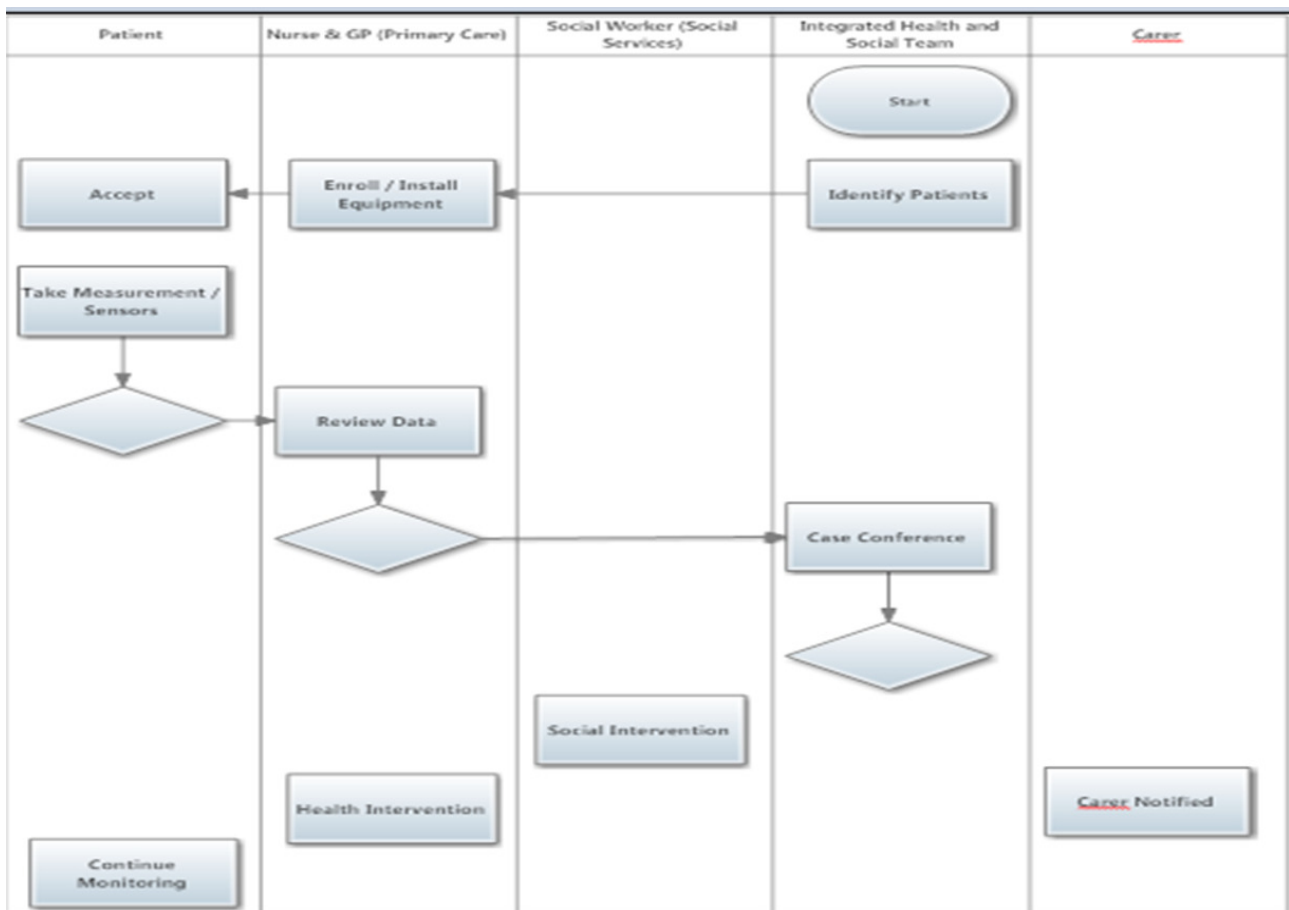 Patient
Nurse & GP (Primary Care)
Social Worker (Social
Services)
Integrated Health and
Social Team
Carer
Start
Accept
Enroll / Install
Equipment
Identify Patients
Take Measurement /
Sensors
Review Data
Case Conference
Social Intervention
Health Intervention
Carer Notified
Continue
Monitoring